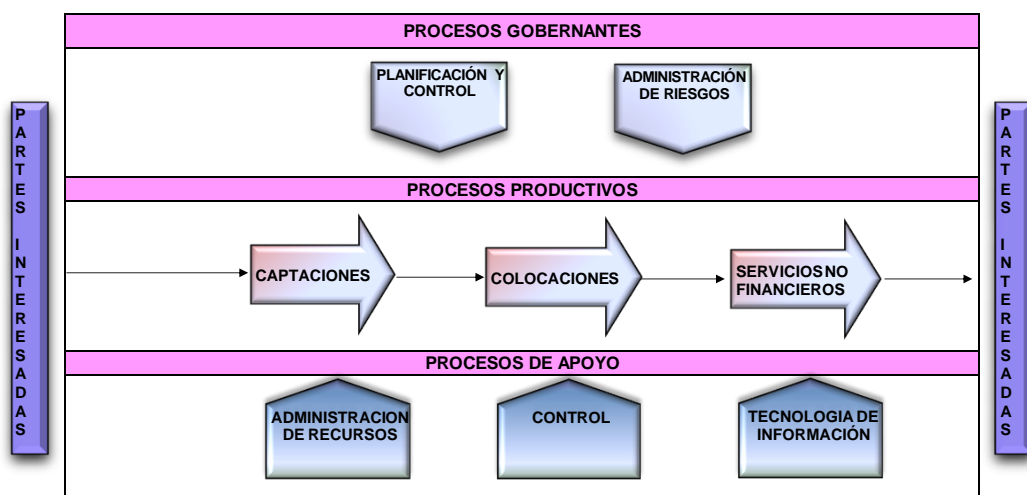 PROCESOS GOBERNANTES
PLANIFICACIÓN Y
CONTROL
ADMINISTRACIÓN
DE RIESGOS
PARTES INTERESADAS
PROCESOS PRODUCTIVOS
CAPTACIONES
COLOCACIONES
SERVICIOS NO
FINANCIEROS
PARTES INTERESADAS
PROCESOS DE APOYO
ADMINISTRACION
DE RECURSOS
CONTROL
TECNOLOGIA DE
INFORMACIÓN